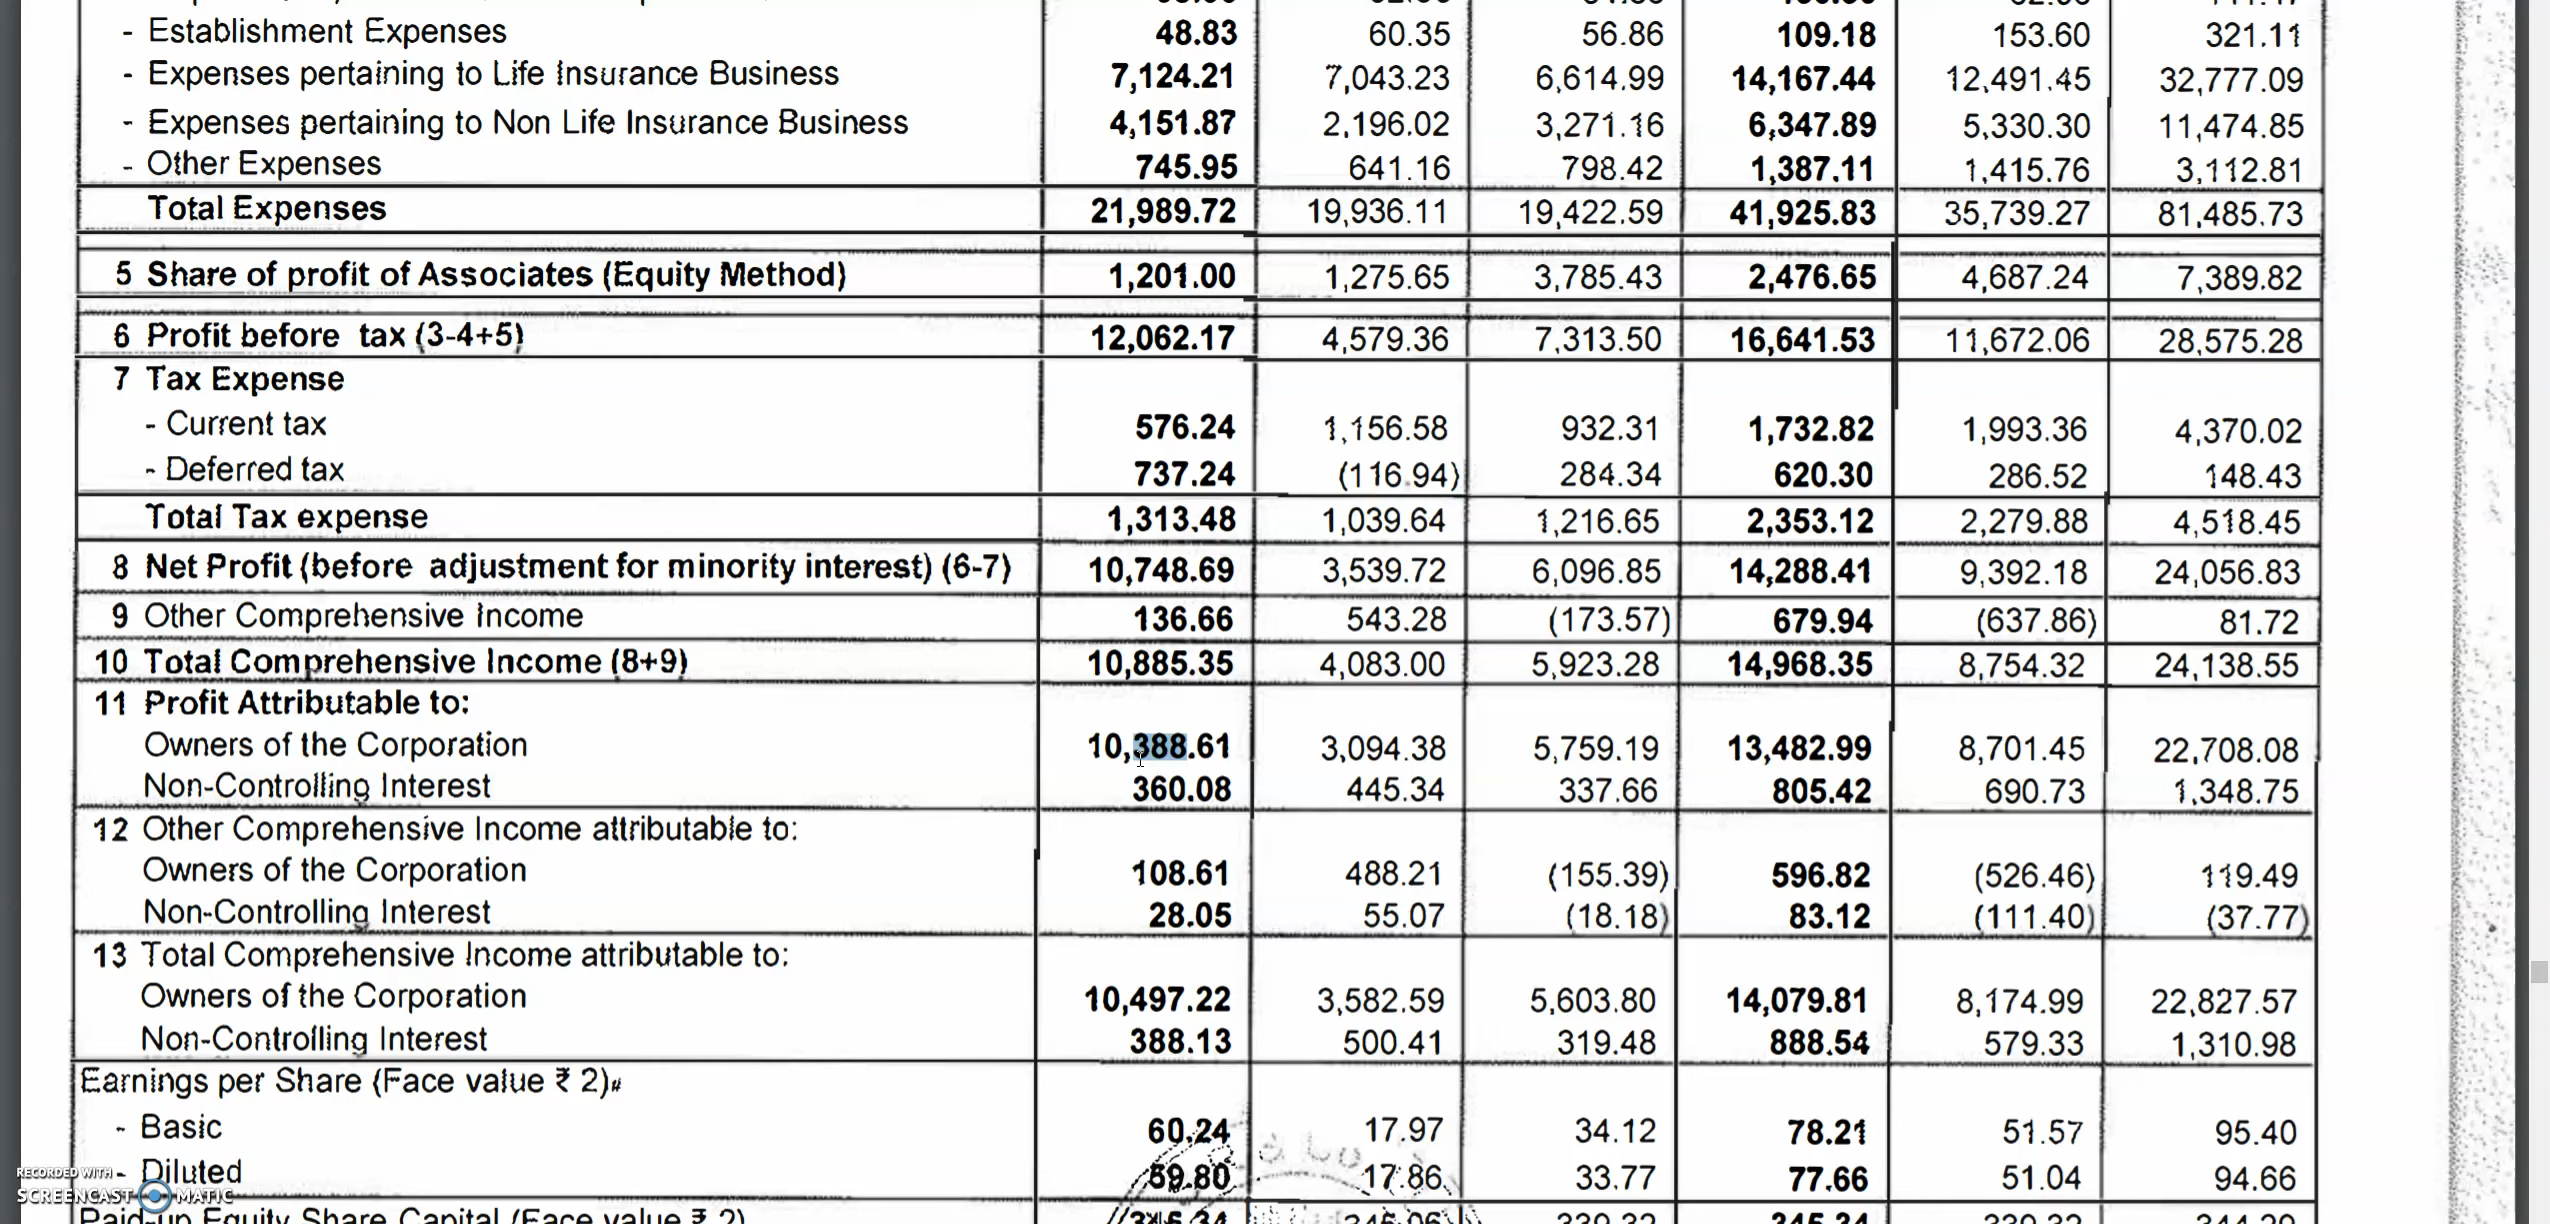 - Establishment Expenses 48.83 60.35 56.86 109.18 153.60 321.11
- Expenses pertaining to Life Insurance Business 7,124.21 7,043.23 6,614.99 14,167.44 12,491.45 32,777.09
- Expenses pertaining to Non Life Insurance Business 4,151.87 2,196.02 3,271.16 6,347.89 5,330.30 11,474.85
- Other Expenses 745.95 641.16 798.42 1,387.11 1,415.76 3,112.81
Total Expenses 21,989.72 19,936.11 19,422.59 41,925.83 35,739.27 81,485.73
5 Share of profit of Associates (Equity Method) 1,201.00 1,275.65 3,785.43 2,476.65 4,687.24 7,389.82
6 Profit before tax (3-4+5) 12,062.17 4,579.36 7,313.50 16,641.53 11,672.06 28,575.28
7 Tax Expense
- Current tax 576.24 1,156.58 932.31 1,732.82 1,993.36 4,370.02
- Deferred tax 737.24 (116.94) 284.34 620.30 286.52 148.43
Total Tax expense 1,313.48 1,039.64 1,216.65 2,353.12 2,279.88 4,518.45
8 Net Profit (before adjustment for minority interest) (6-7) 10,748.69 3,539.72 6,096.85 14,288.41 9,392.18 24,056.83
9 Other Comprehensive Income 136.66 543.28 (173.57) 679.94 (637.86) 81.72
10 Total Comprehensive Income (8+9) 10,885.35 4,083.00 5,923.28 14,968.35 8,754.32 24,138.55
11 Profit Attributable to:
Owners of the Corporation 10,388.61 3,094.38 5,759.19 13,482.99 8,701.45 22,708.08
Non-Controlling Interest 360.08 445.34 337.66 805.42 690.73 1,348.75
12 Other Comprehensive Income attributable to:
Owners of the Corporation 108.61 488.21 (155.39) 596.82 (526.46) 119.49
Non-Controlling Interest 28.05 55.07 (18.18) 83.12 (111.40) (37.77)
13 Total Comprehensive Income attributable to:
Owners of the Corporation 10,497.22 3,582.59 5,603.80 14,079.81 8,174.99 22,827.57
Non-Controlling Interest 388.13 500.41 319.48 888.54 579.33 1,310.98
Earnings per Share (Face value ₹ 2)#
- Basic 60.24 17.97 34.12 78.21 51.57 95.40
- Diluted 59.80 17.86 33.77 77.66 51.04 94.66
Paid-up Equity Share Capital (Face value ₹ 2)
RECORDED WITH
SCREENCAST MATIC